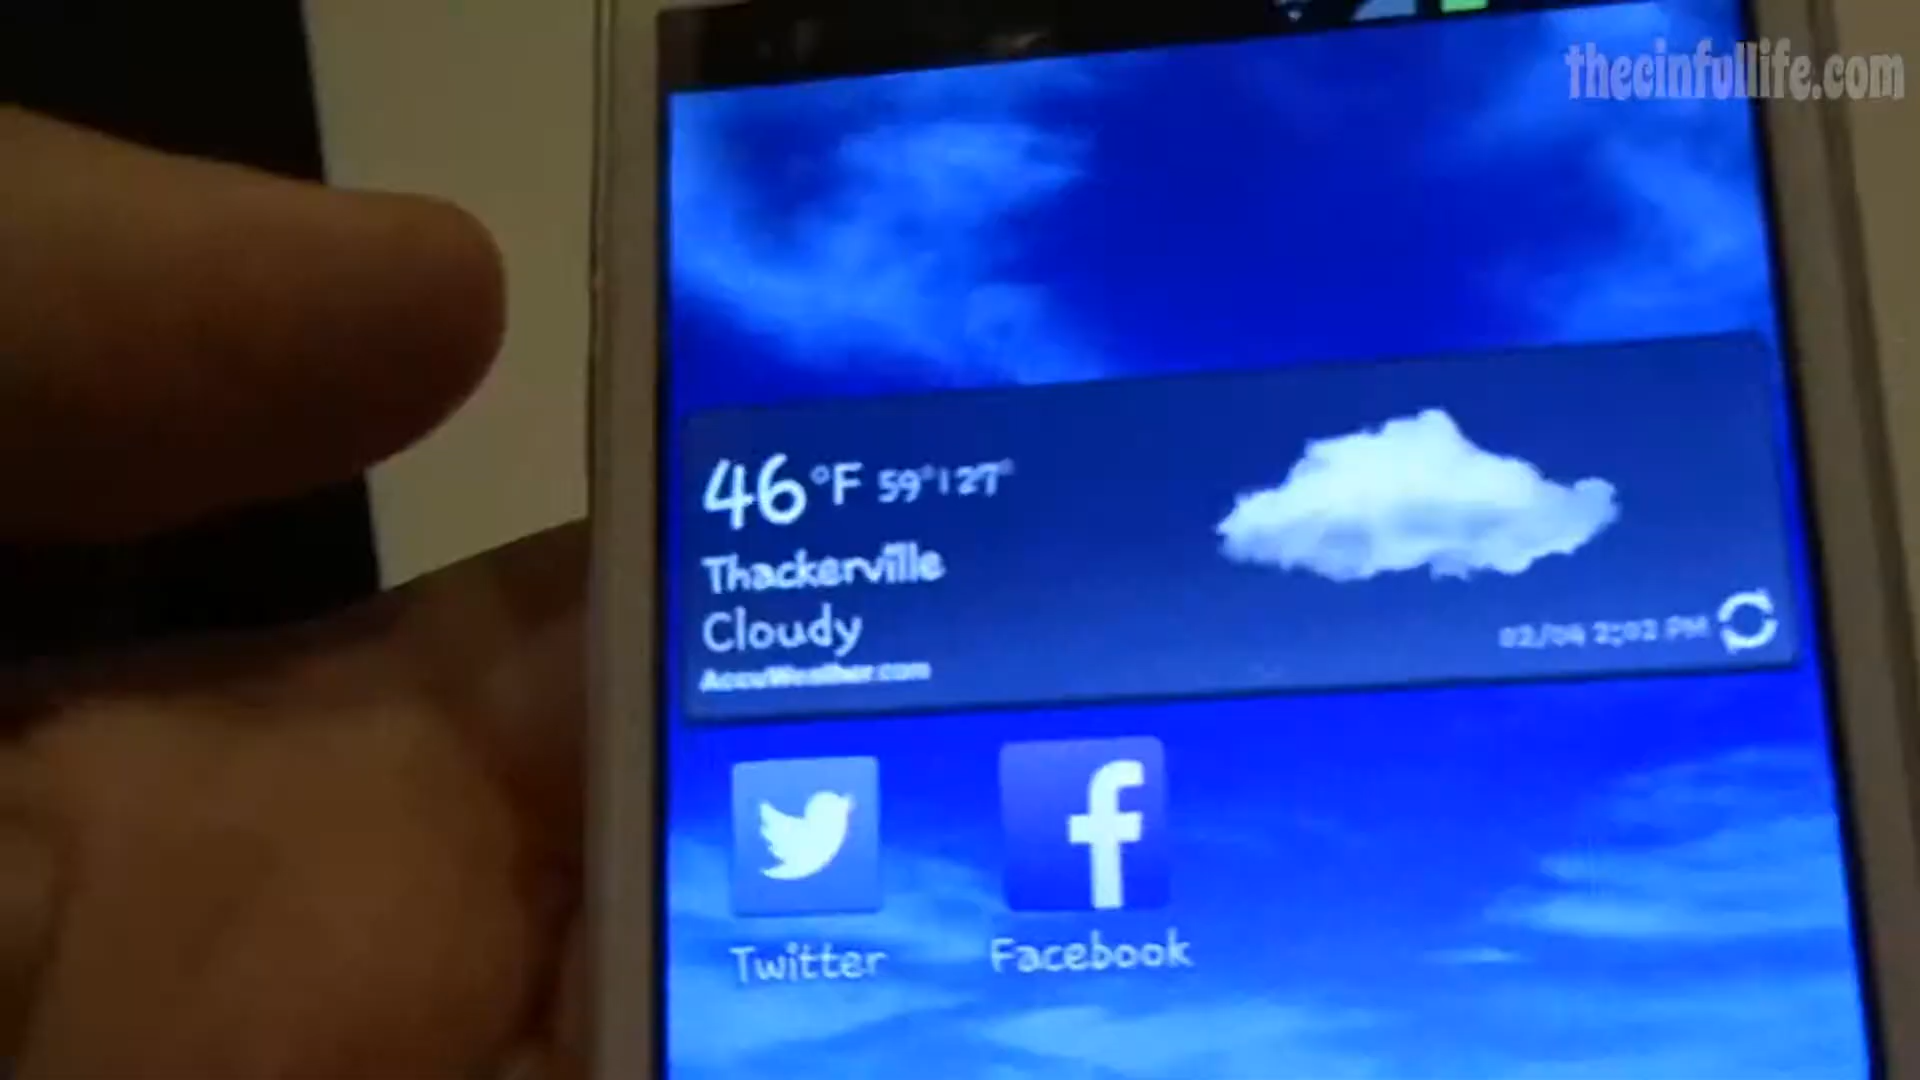 thecinfullife.com
46 °F 59°|27°
Thackerville
Cloudy
AccuWeather.com
02/04 2:02 PM
Twitter
Facebook